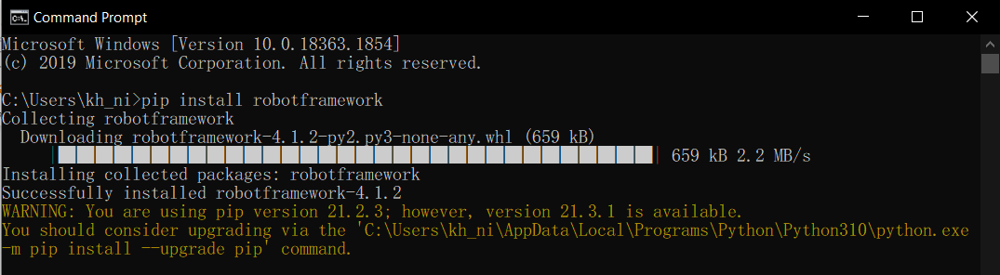 Command Prompt
Microsoft Windows [Version 10.0.18363.1854]
(c) 2019 Microsoft Corporation. All rights reserved.
C:\Users\kh_ni>pip install robotframework
Collecting robotframework
Downloading robotframework-4.1.2-py2.py3-none-any.whl (659 kB)
659 kB 2.2 MB/s
Installing collected packages: robotframework
Successfully installed robotframework-4.1.2
WARNING: You are using pip version 21.2.3; however, version 21.3.1 is available.
You should consider upgrading via the 'C:\Users\kh_ni\AppData\Local\Programs\Python\Python310\python.exe
-m pip install --upgrade pip' command.